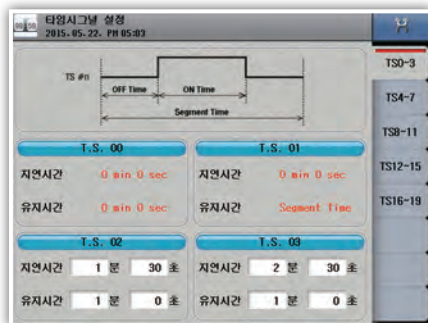 타임시그널 설정
2015.05.22. PM 05:03
TS #n
OFF Time
ON Time
Segment Time
TS0~3
TS4~7
TS8~11
TS12~15
TS16~19
T.S. 00
지연시간 0 min 0 sec
유지시간 0 min 0 sec
T.S. 01
지연시간 0 min 0 sec
유지시간 Segment Time
T.S. 02
지연시간 1 분 30 초
유지시간 1 분 0 초
T.S. 03
지연시간 2 분 30 초
유지시간 1 분 0 초